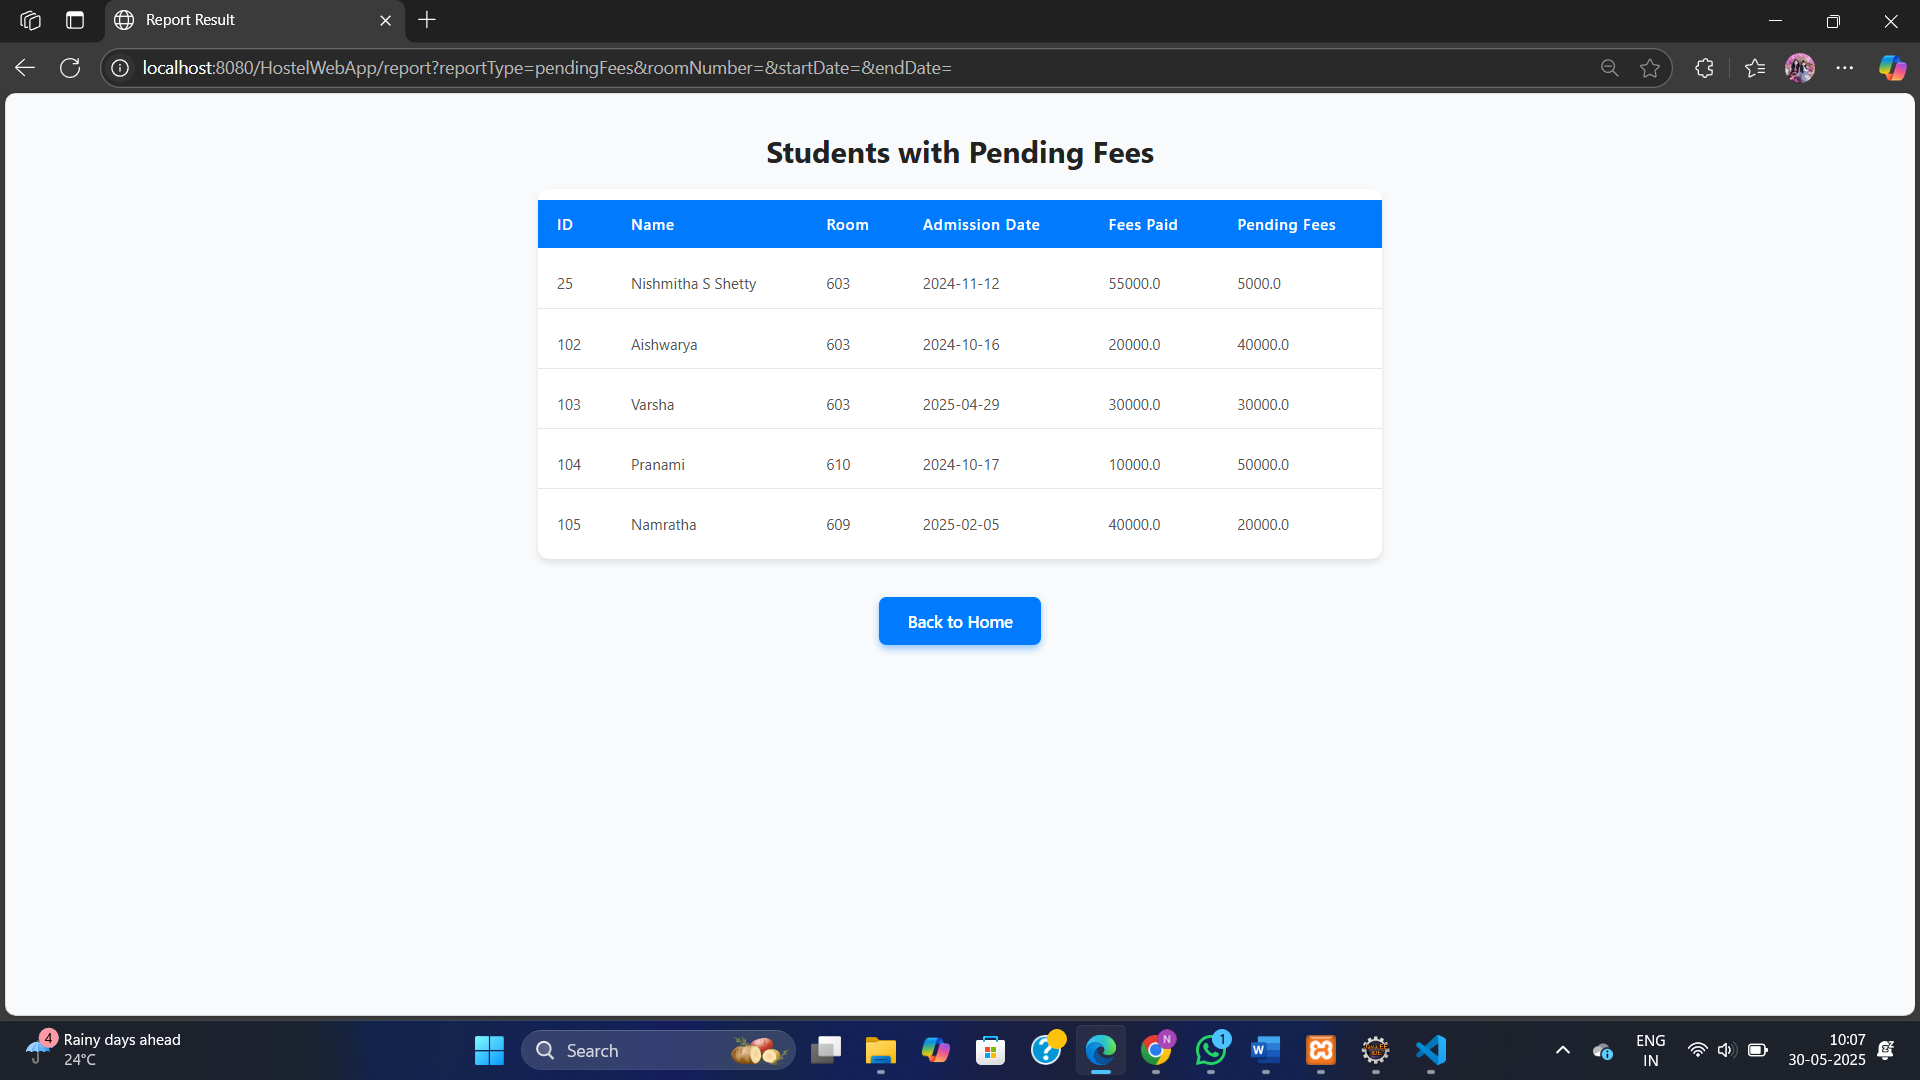 Report Result
localhost:8080/HostelWebApp/report?reportType=pendingFees&roomNumber=&startDate=&endDate=
Students with Pending Fees
ID Name Room Admission Date Fees Paid Pending Fees
25 Nishmitha S Shetty 603 2024-11-12 55000.0 5000.0
102 Aishwarya 603 2024-10-16 20000.0 40000.0
103 Varsha 603 2025-04-29 30000.0 30000.0
104 Pranami 610 2024-10-17 10000.0 50000.0
105 Namratha 609 2025-02-05 40000.0 20000.0
Back to Home
4 Rainy days ahead
24°C
Search
N
1
W
ENG
IN
10:07
30-05-2025